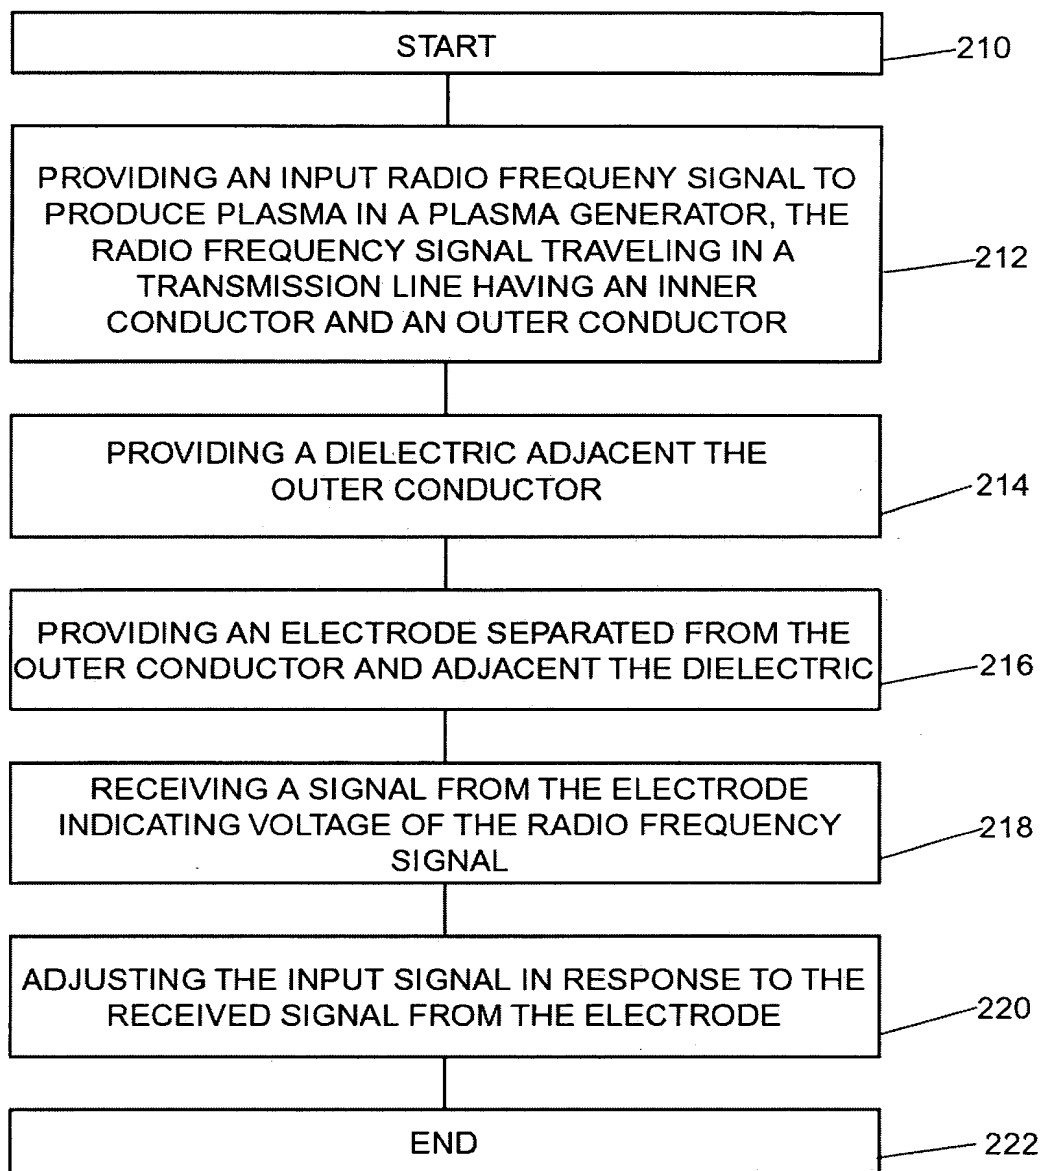 START
210
PROVIDING AN INPUT RADIO FREQUENY SIGNAL TO
PRODUCE PLASMA IN A PLASMA GENERATOR, THE
RADIO FREQUENCY SIGNAL TRAVELING IN A
TRANSMISSION LINE HAVING AN INNER
CONDUCTOR AND AN OUTER CONDUCTOR
212
PROVIDING A DIELECTRIC ADJACENT THE
OUTER CONDUCTOR
214
PROVIDING AN ELECTRODE SEPARATED FROM THE
OUTER CONDUCTOR AND ADJACENT THE DIELECTRIC
216
RECEIVING A SIGNAL FROM THE ELECTRODE
INDICATING VOLTAGE OF THE RADIO FREQUENCY
SIGNAL
218
ADJUSTING THE INPUT SIGNAL IN RESPONSE TO THE
RECEIVED SIGNAL FROM THE ELECTRODE
220
END
222